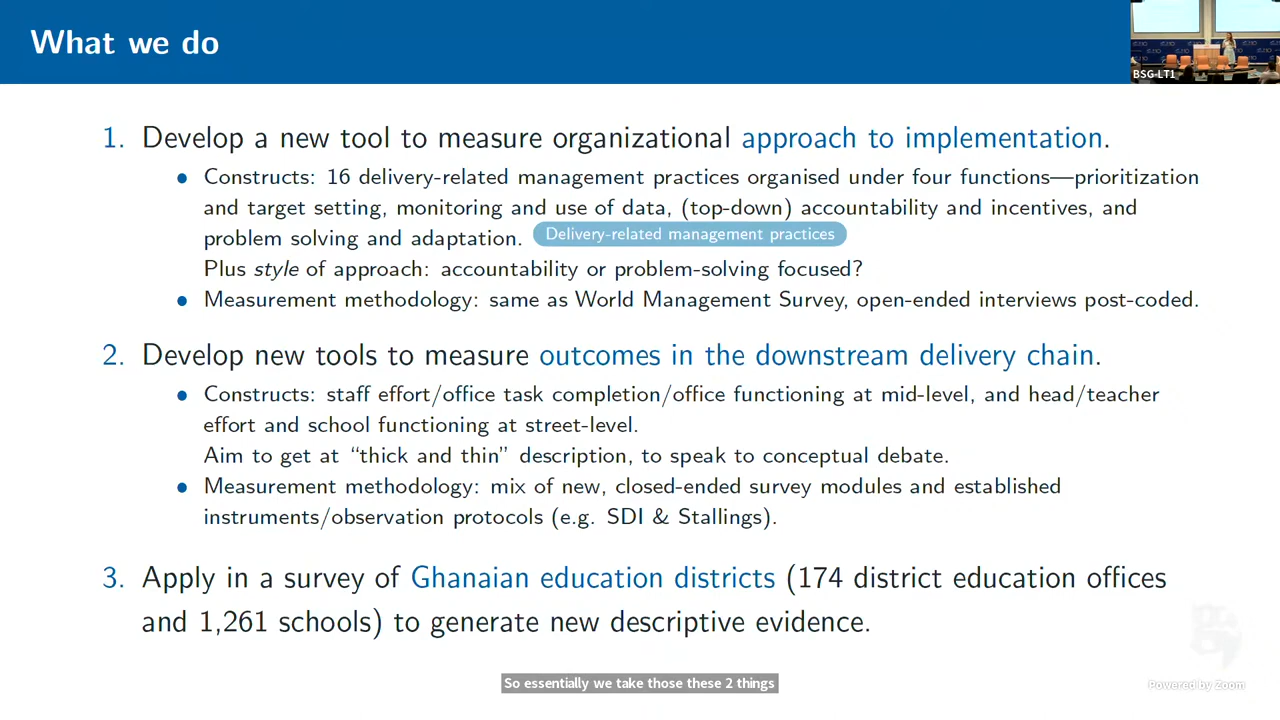 What we do
BSG-LT1
1. Develop a new tool to measure organizational approach to implementation.
● Constructs: 16 delivery-related management practices organised under four functions—prioritization
and target setting, monitoring and use of data, (top-down) accountability and incentives, and
problem solving and adaptation. Delivery-related management practices
Plus style of approach: accountability or problem-solving focused?
● Measurement methodology: same as World Management Survey, open-ended interviews post-coded.
2. Develop new tools to measure outcomes in the downstream delivery chain.
● Constructs: staff effort/office task completion/office functioning at mid-level, and head/teacher
effort and school functioning at street-level.
Aim to get at “thick and thin” description, to speak to conceptual debate.
● Measurement methodology: mix of new, closed-ended survey modules and established
instruments/observation protocols (e.g. SDI & Stallings).
3. Apply in a survey of Ghanaian education districts (174 district education offices
and 1,261 schools) to generate new descriptive evidence.
So essentially we take those these 2 things
Powered by Zoom